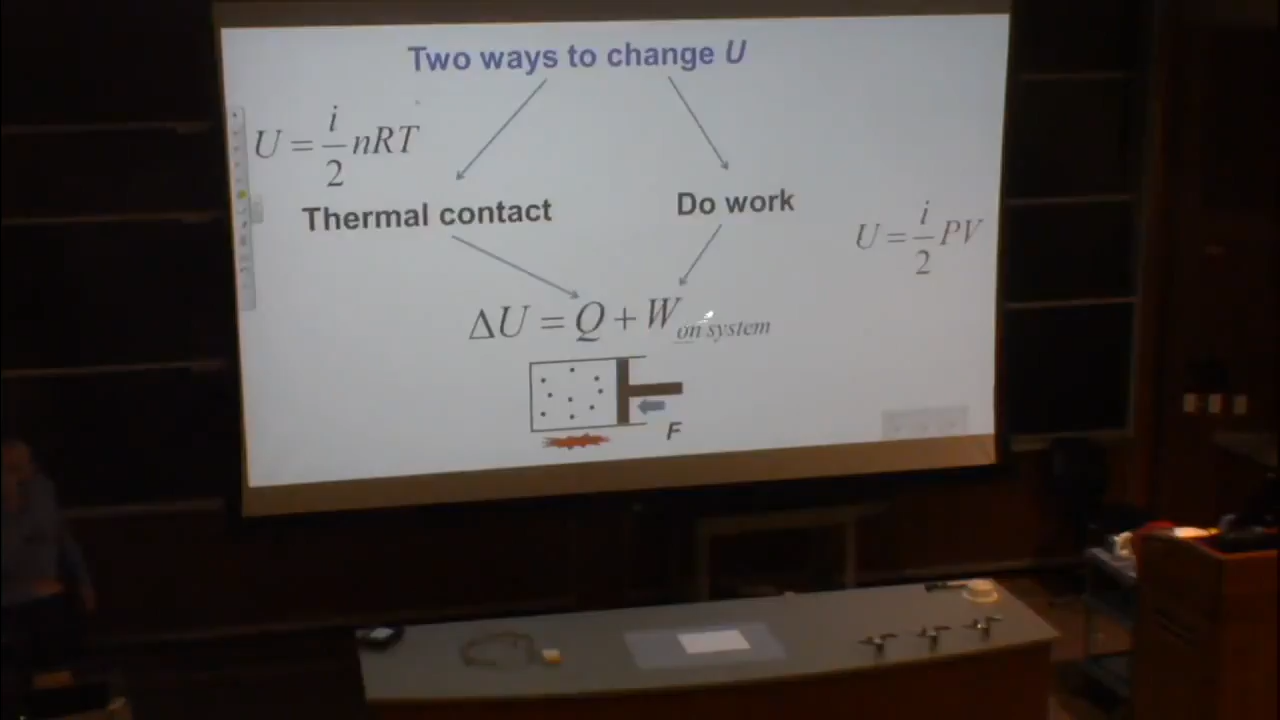 Two ways to change U
U = i/2 nRT
Thermal contact
Do work
U = i/2 PV
ΔU = Q + W on system
F